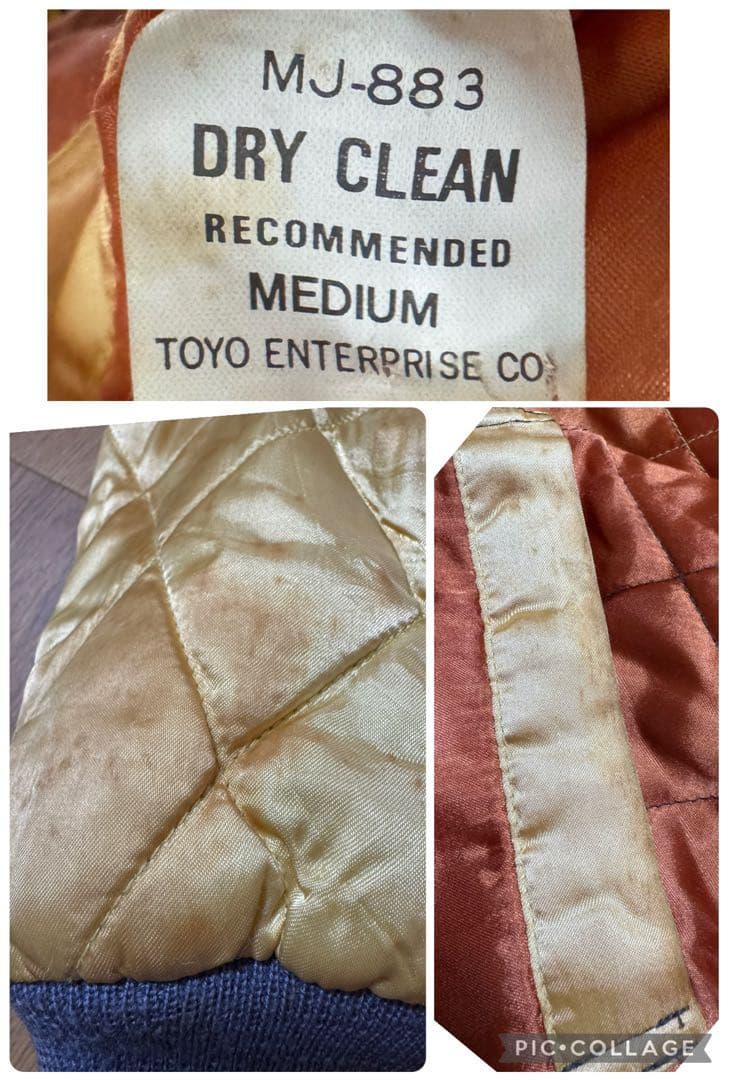 MJ-883
DRY CLEAN
RECOMMENDED
MEDIUM
TOYO ENTERPRISE CO
PIC•COLLAGE